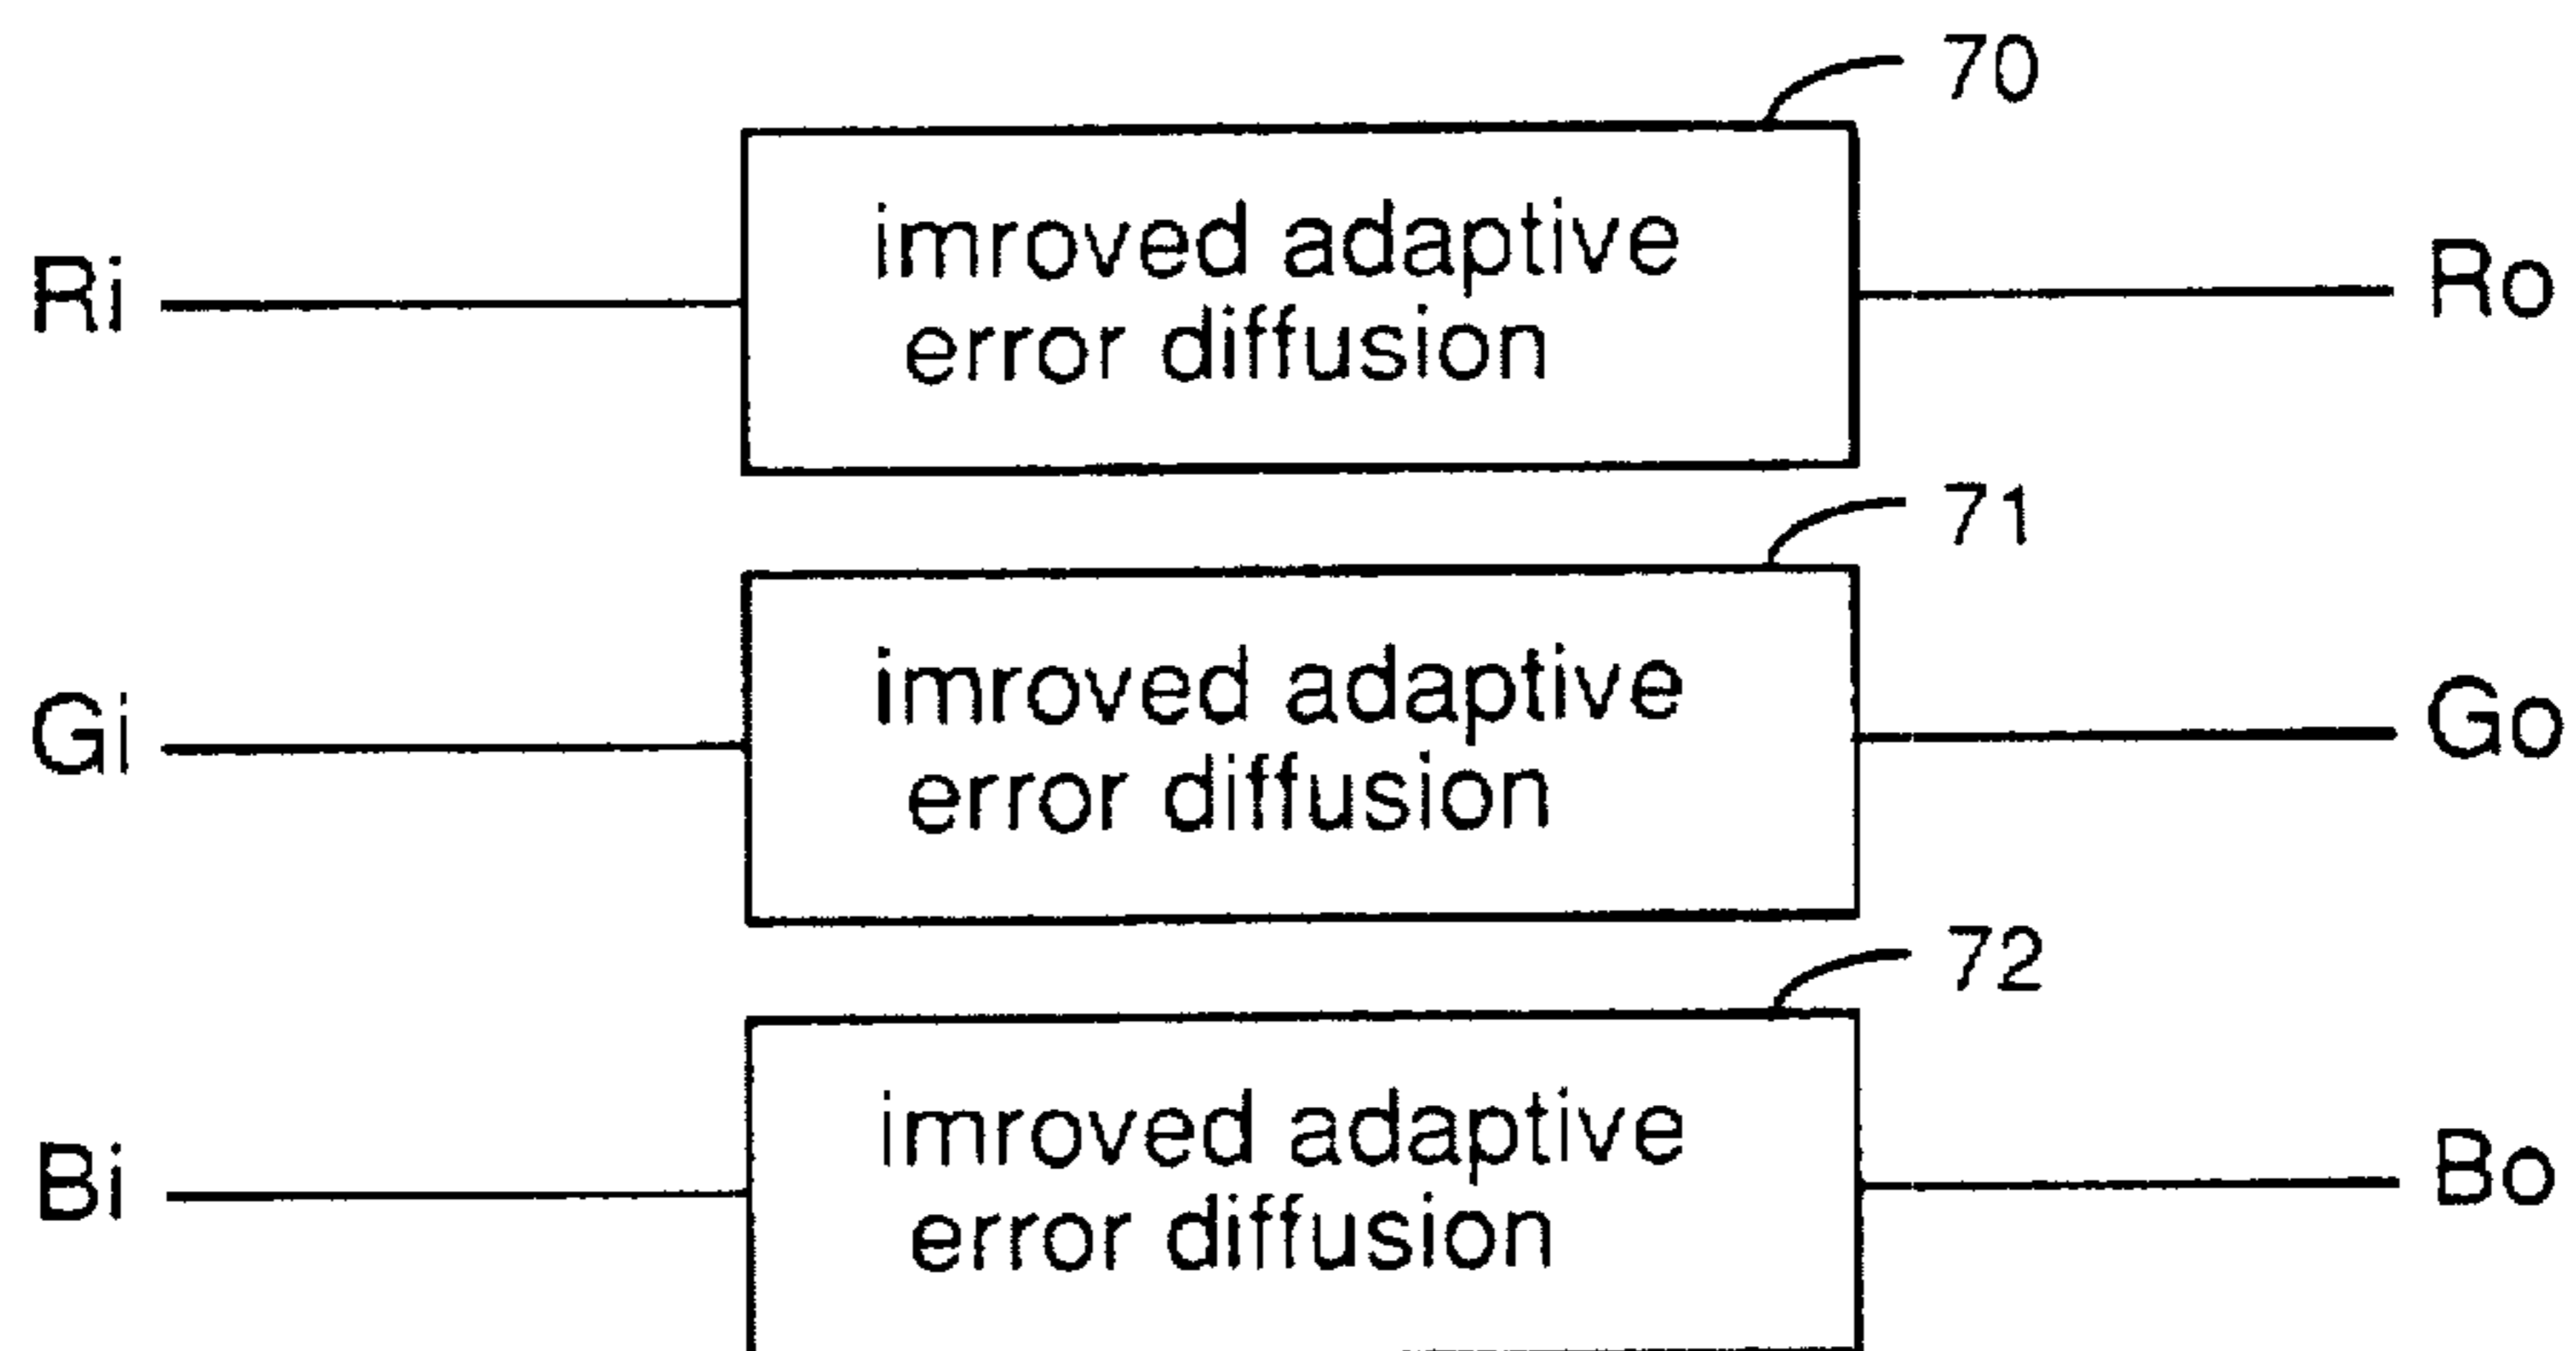 70
imroved adaptive
Ri Ro
error diffusion
71
imroved adaptive
Gi Go
error diffusion
72
imroved adaptive
Bi Bo
error diffusion